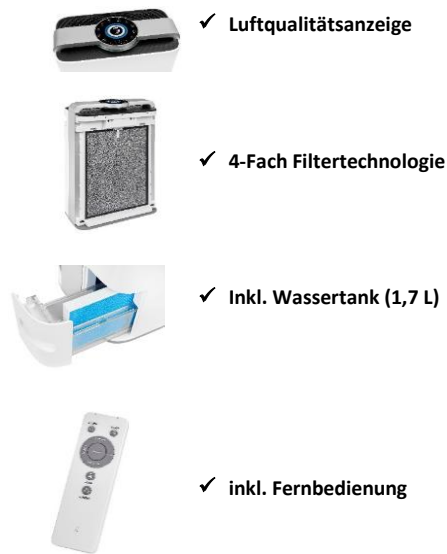 ✓ Luftqualitätsanzeige
✓ 4-Fach Filtertechnologie
✓ Inkl. Wassertank (1,7 L)
✓ inkl. Fernbedienung